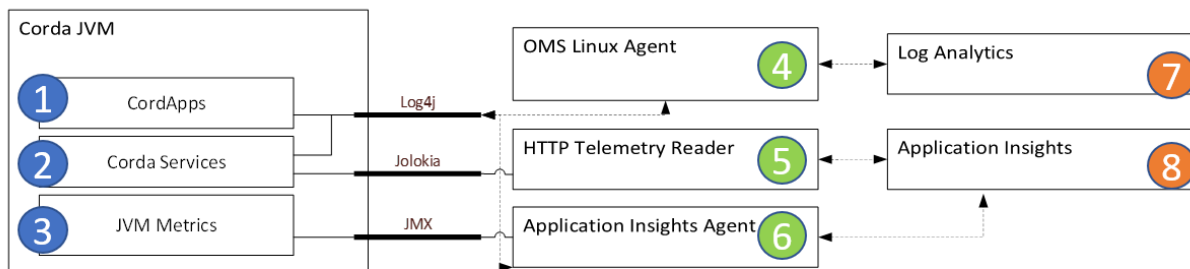 Corda JVM
1
CordApps
2
Corda Services
3
JVM Metrics
Log4j
Jolokia
JMX
OMS Linux Agent
4
HTTP Telemetry Reader
5
Application Insights Agent
6
Log Analytics
7
Application Insights
8